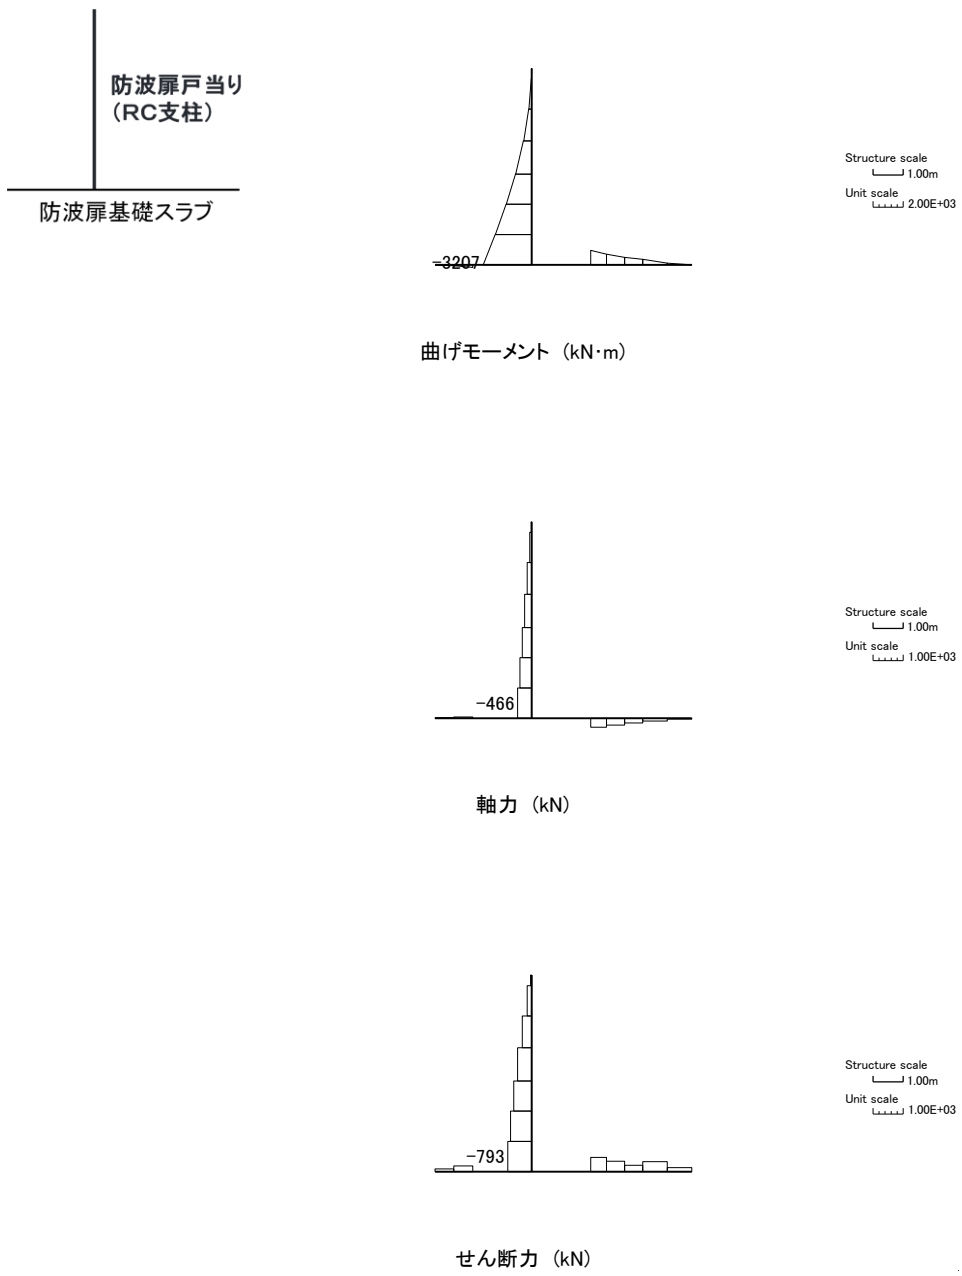 防波扉戸当り
(RC支柱)
防波扉基礎スラブ
Structure scale
1.00m
Unit scale
2.00E+03
-3207
曲げモーメント (kN・m)
Structure scale
1.00m
Unit scale
1.00E+03
-466
軸力 (kN)
Structure scale
1.00m
Unit scale
1.00E+03
-793
せん断力 (kN)